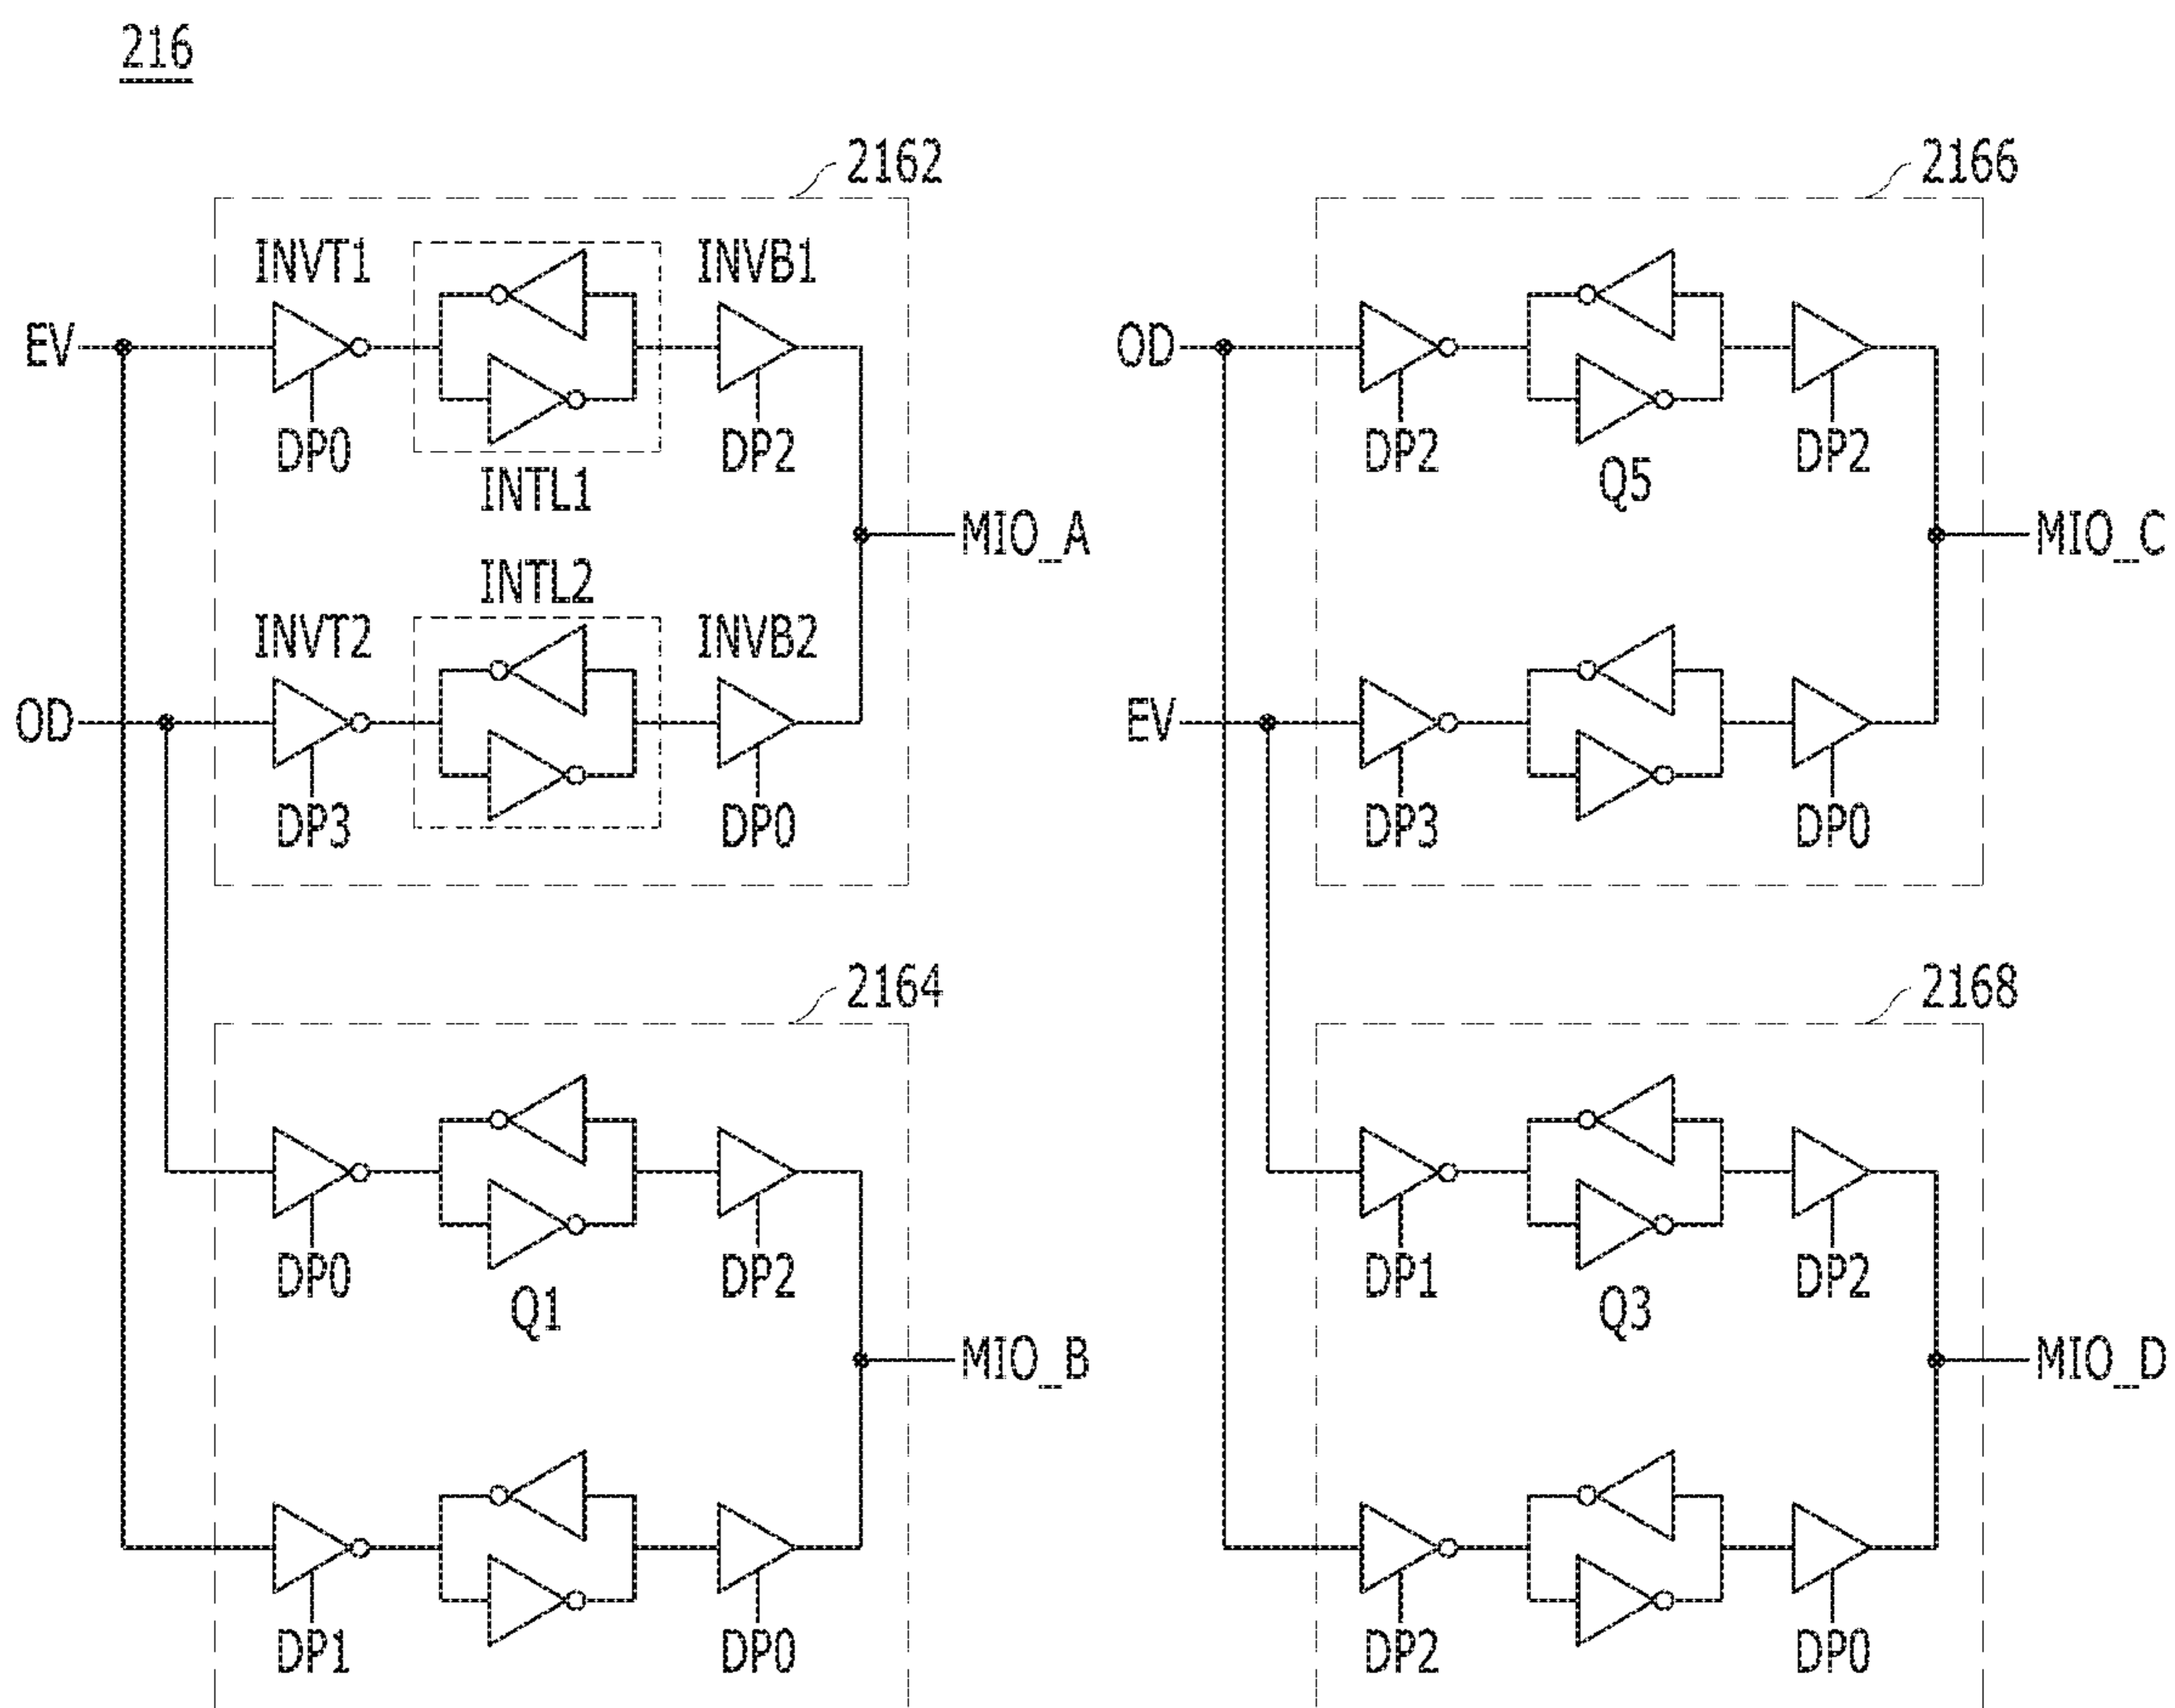 216
2162
INVT1
INVB1
EV
DP0
DP2
INTL1
MIO_A
INTL2
INVT2
INVB2
OD
DP3
DP0
2164
DP0
DP2
Q1
MIO_B
DP1
DP0
2166
OD
DP2
DP2
Q5
MIO_C
EV
DP3
DP0
2168
DP1
DP2
Q3
MIO_D
DP2
DP0